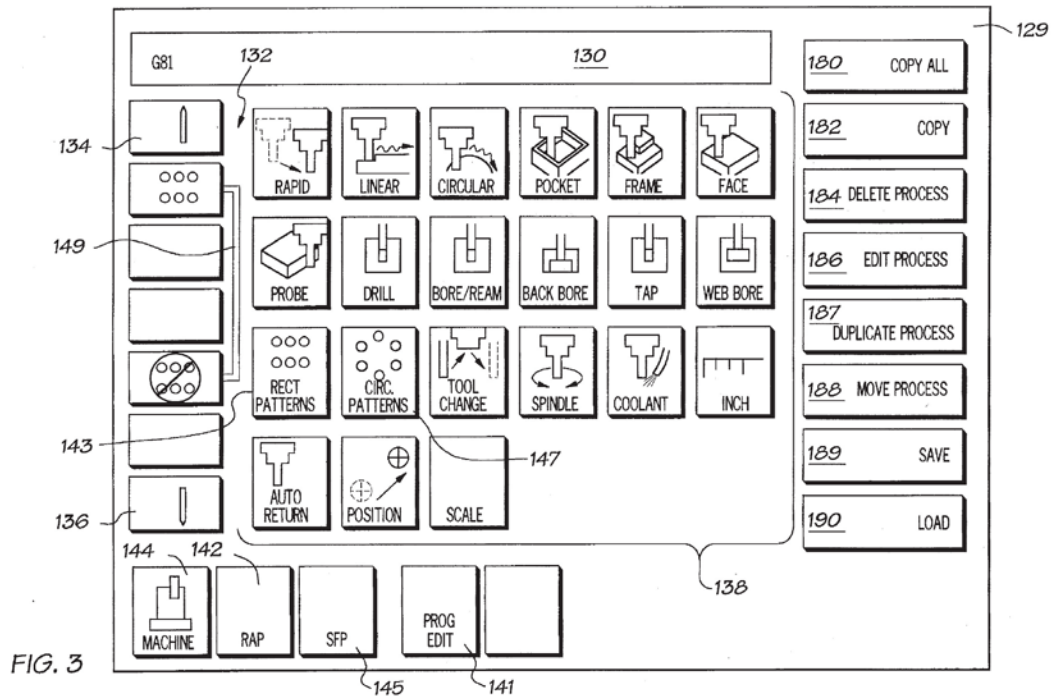 129
G81
130
132
180 COPY ALL
134
182 COPY
RAPID
LINEAR
CIRCULAR
POCKET
FRAME
FACE
184 DELETE PROCESS
149
186 EDIT PROCESS
PROBE
DRILL
BORE/REAM
BACK BORE
TAP
WEB BORE
187
DUPLICATE PROCESS
RECT
PATTERNS
CIRC.
PATTERNS
TOOL
CHANGE
SPINDLE
COOLANT
INCH
188 MOVE PROCESS
143
147
189 SAVE
136
AUTO
RETURN
POSITION
SCALE
190 LOAD
144
142
138
MACHINE
RAP
SFP
PROG
EDIT
FIG. 3
145
141